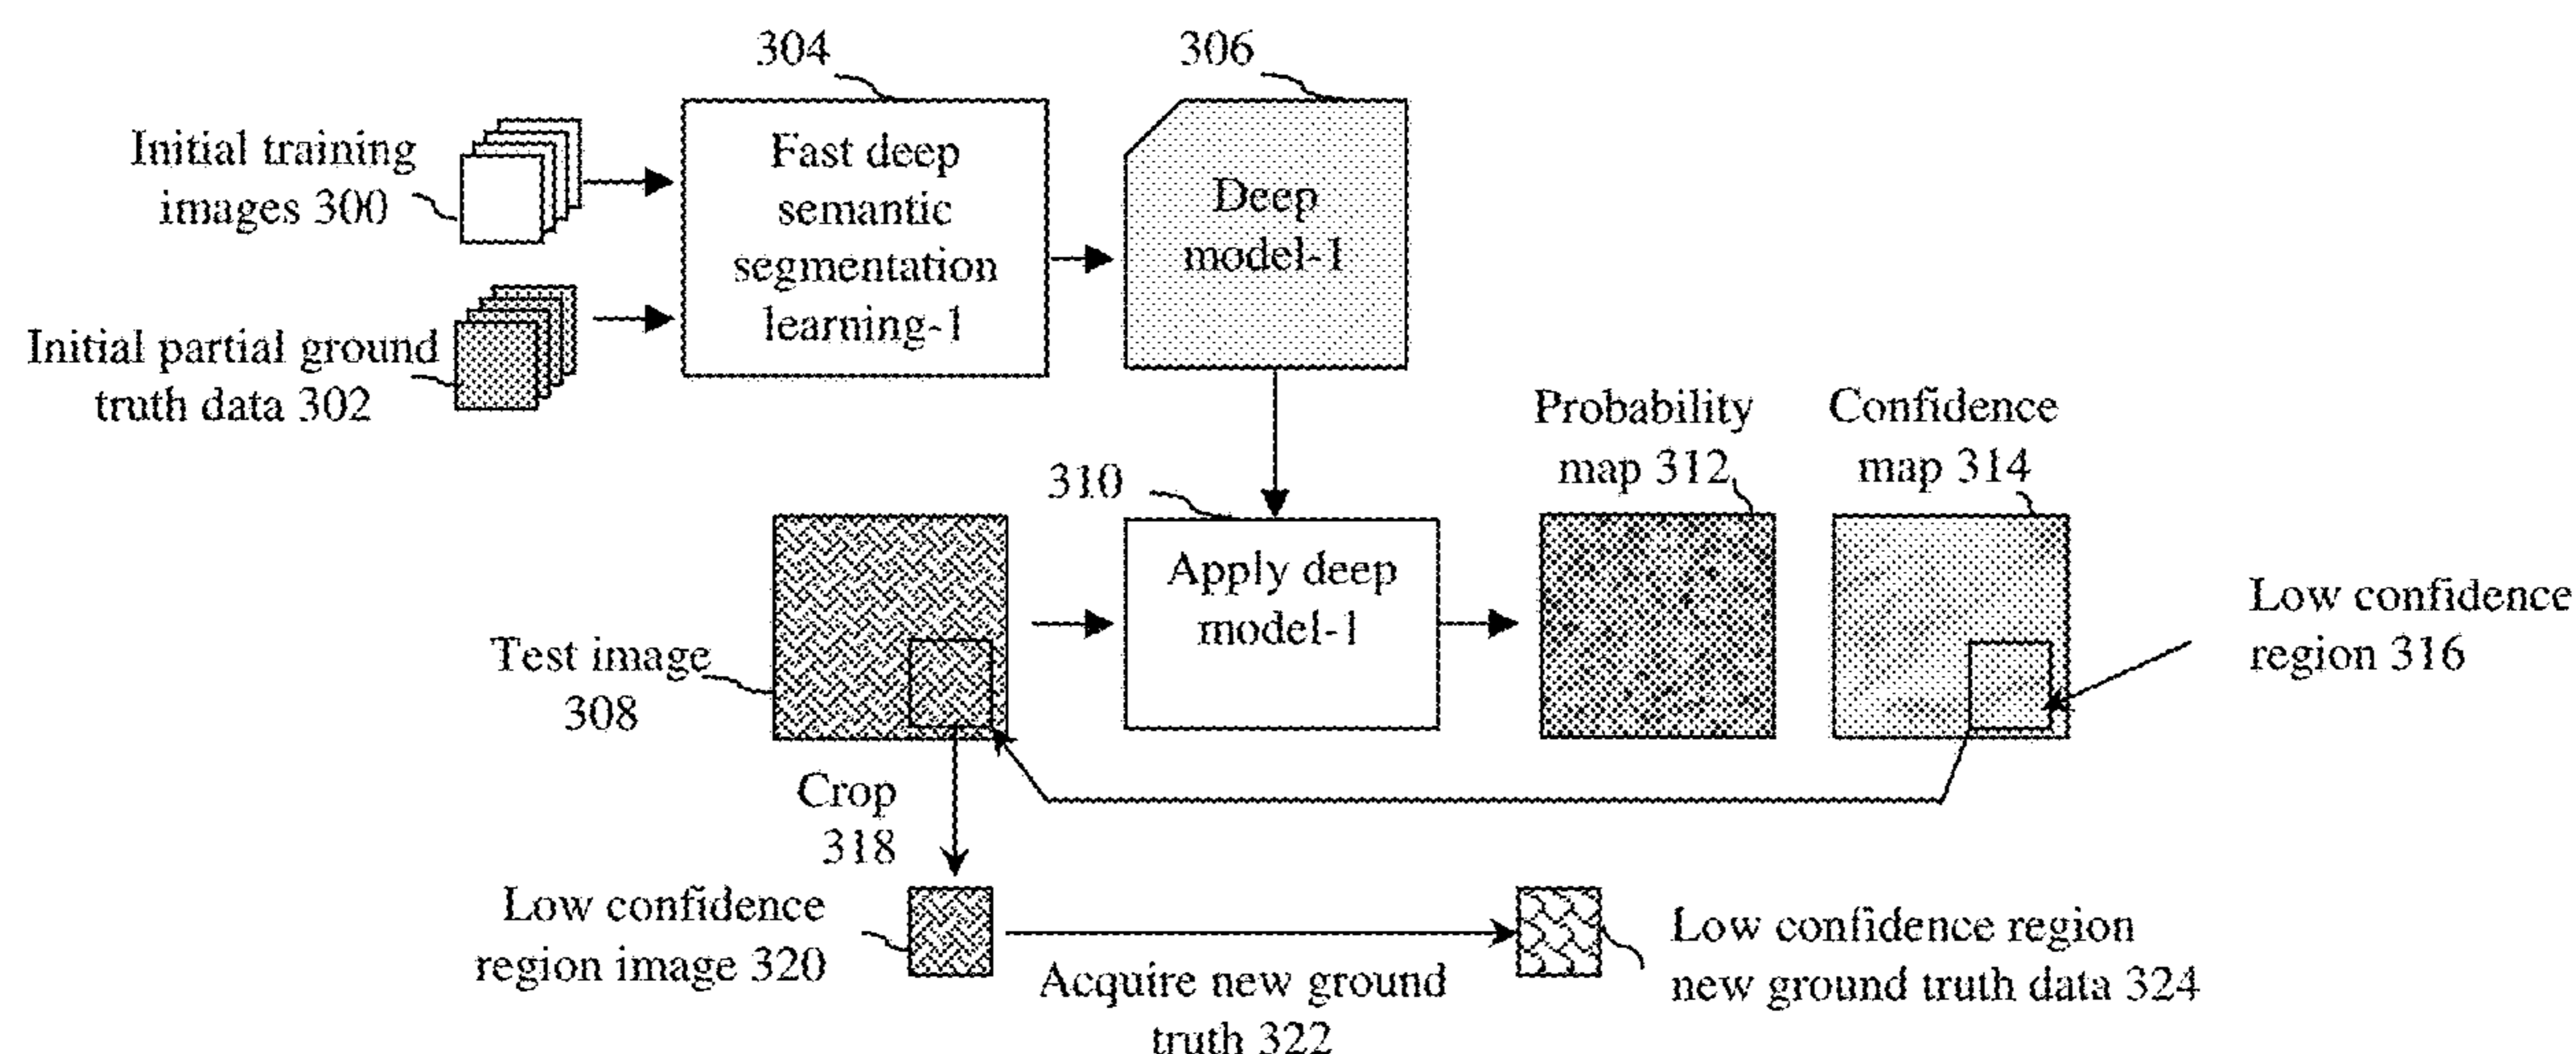 304
306
Initial training
images 300
Fast deep
semantic
segmentation
learning-1
Deep
model-1
Initial partial ground
truth data 302
Probability
map 312
Confidence
map 314
310
Apply deep
model-1
Test image
308
Low confidence
region 316
Crop
318
Low confidence
region image 320
Acquire new ground
truth 322
Low confidence region
new ground truth data 324